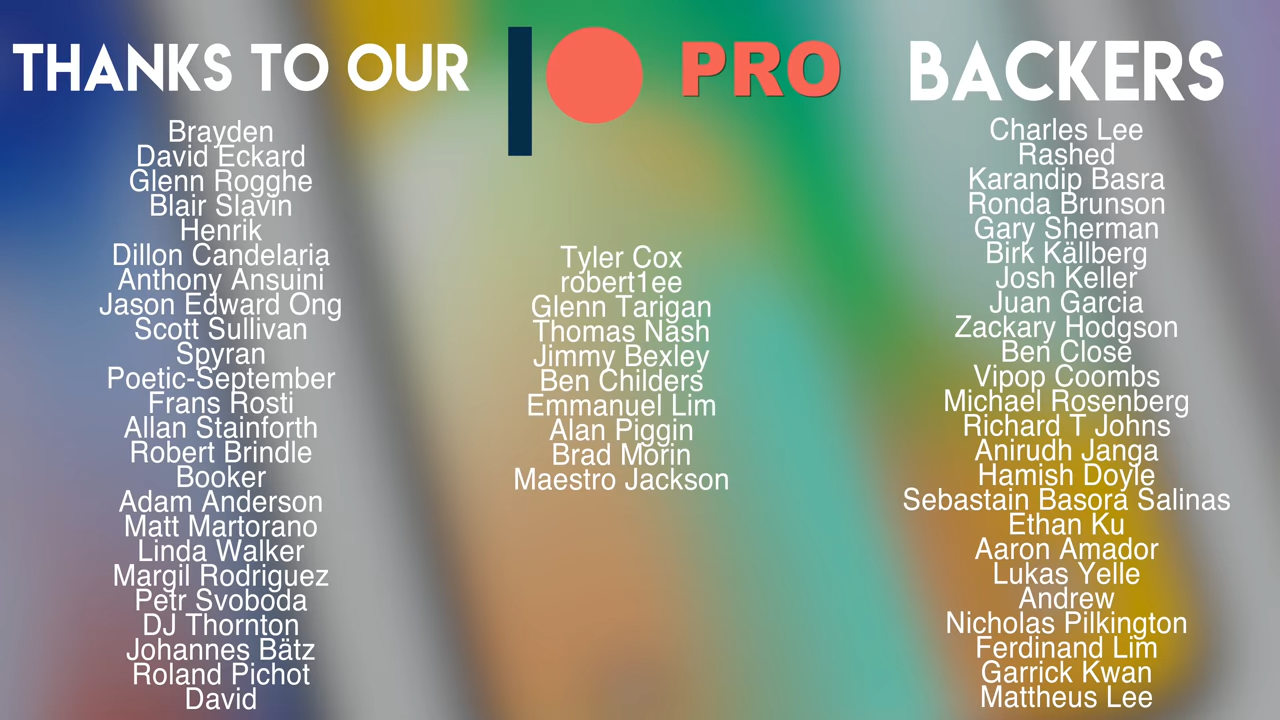 THANKS TO OUR PRO BACKERS
Brayden
David Eckard
Glenn Rogghe
Blair Slavin
Henrik
Dillon Candelaria
Anthony Ansuini
Jason Edward Ong
Scott Sullivan
Spyran
Poetic-September
Frans Rosti
Allan Stainforth
Robert Brindle
Booker
Adam Anderson
Matt Martorano
Linda Walker
Margil Rodriguez
Petr Svoboda
DJ Thornton
Johannes Bätz
Roland Pichot
David
Tyler Cox
robert1ee
Glenn Tarigan
Thomas Nash
Jimmy Bexley
Ben Childers
Emmanuel Lim
Alan Piggin
Brad Morin
Maestro Jackson
Charles Lee
Rashed
Karandip Basra
Ronda Brunson
Gary Sherman
Birk Källberg
Josh Keller
Juan Garcia
Zackary Hodgson
Ben Close
Vipop Coombs
Michael Rosenberg
Richard T Johns
Anirudh Janga
Hamish Doyle
Sebastain Basora Salinas
Ethan Ku
Aaron Amador
Lukas Yelle
Andrew
Nicholas Pilkington
Ferdinand Lim
Garrick Kwan
Mattheus Lee